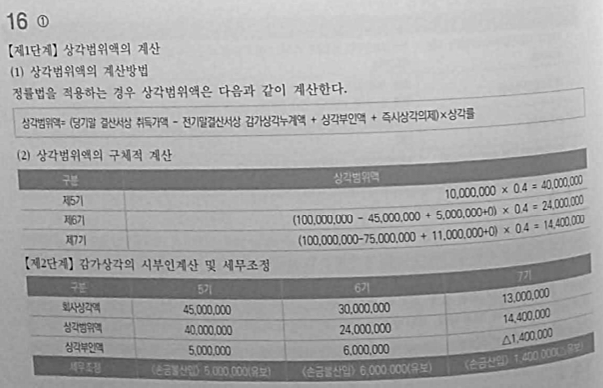 16 ①
【제1단계】 상각범위액의 계산
(1) 상각범위액의 계산방법
정률법을 적용하는 경우 상각범위액은 다음과 같이 계산한다.
상각범위액= (당기말 결산서상 취득가액 - 전기말결산서상 감가상각누계액 + 상각부인액 + 즉시상각의제)×상각률
(2) 상각범위액의 구체적 계산
구분 상각범위액
제5기 10,000,000 × 0.4 = 40,000,000
제6기 (100,000,000 - 45,000,000 + 5,000,000+0) × 0.4 = 24,000,000
제7기 (100,000,000-75,000,000 + 11,000,000+0) × 0.4 = 14,400,000
【제2단계】 감가상각의 시부인계산 및 세무조정
구분 5기 6기 7기
회사상각액 45,000,000 30,000,000 13,000,000
상각범위액 40,000,000 24,000,000 14,400,000
상각부인액 5,000,000 6,000,000 △1,400,000
세무조정 〈손금불산입〉 5,000,000(유보) 〈손금불산입〉 6,000,000(유보) 〈손금산입〉 1,400,000(△유보)